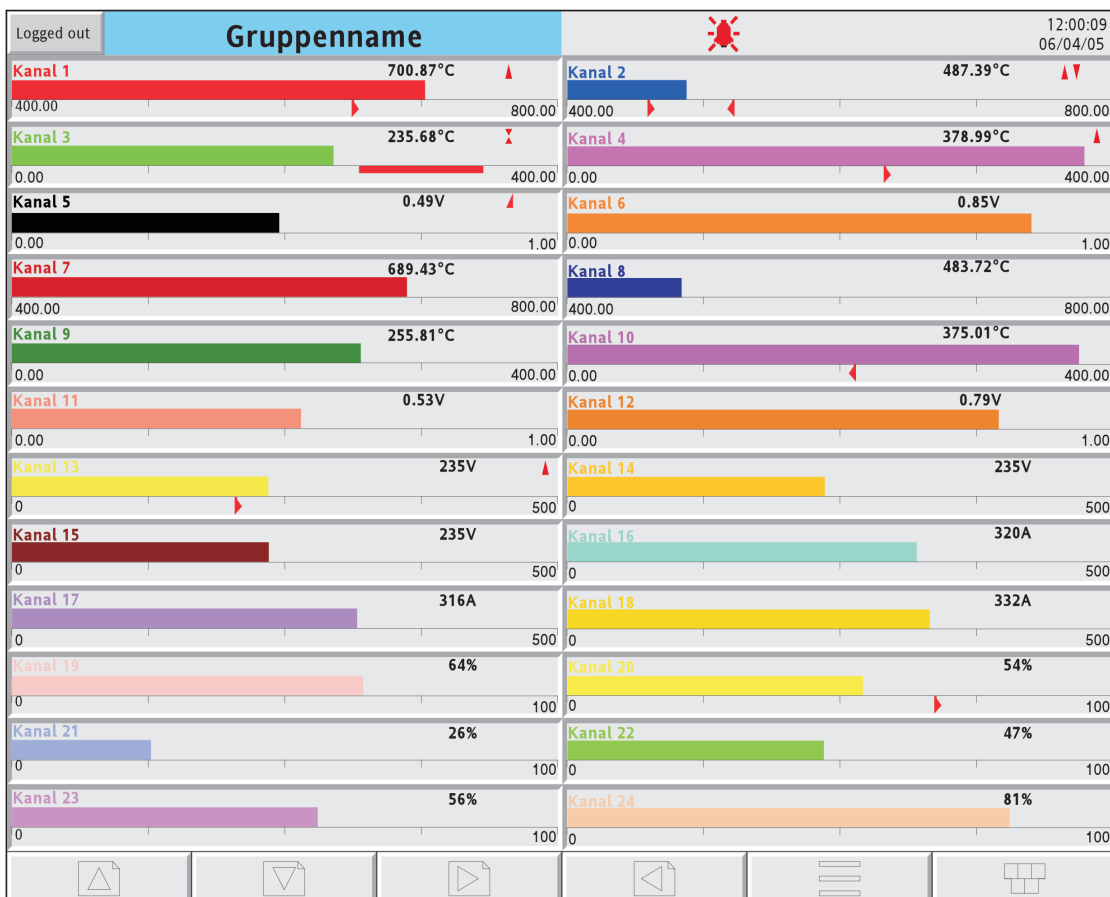 Logged out
Gruppenname
12:00:09
06/04/05
Kanal 1 700.87°C
400.00 800.00
Kanal 2 487.39°C
400.00 800.00
Kanal 3 235.68°C
0.00 400.00
Kanal 4 378.99°C
0.00 400.00
Kanal 5 0.49V
0.00 1.00
Kanal 6 0.85V
0.00 1.00
Kanal 7 689.43°C
400.00 800.00
Kanal 8 483.72°C
400.00 800.00
Kanal 9 255.81°C
0.00 400.00
Kanal 10 375.01°C
0.00 400.00
Kanal 11 0.53V
0.00 1.00
Kanal 12 0.79V
0.00 1.00
Kanal 13 235V
0 500
Kanal 14 235V
0 500
Kanal 15 235V
0 500
Kanal 16 320A
0 500
Kanal 17 316A
0 500
Kanal 18 332A
0 500
Kanal 19 64%
0 100
Kanal 20 54%
0 100
Kanal 21 26%
0 100
Kanal 22 47%
0 100
Kanal 23 56%
0 100
Kanal 24 81%
0 100